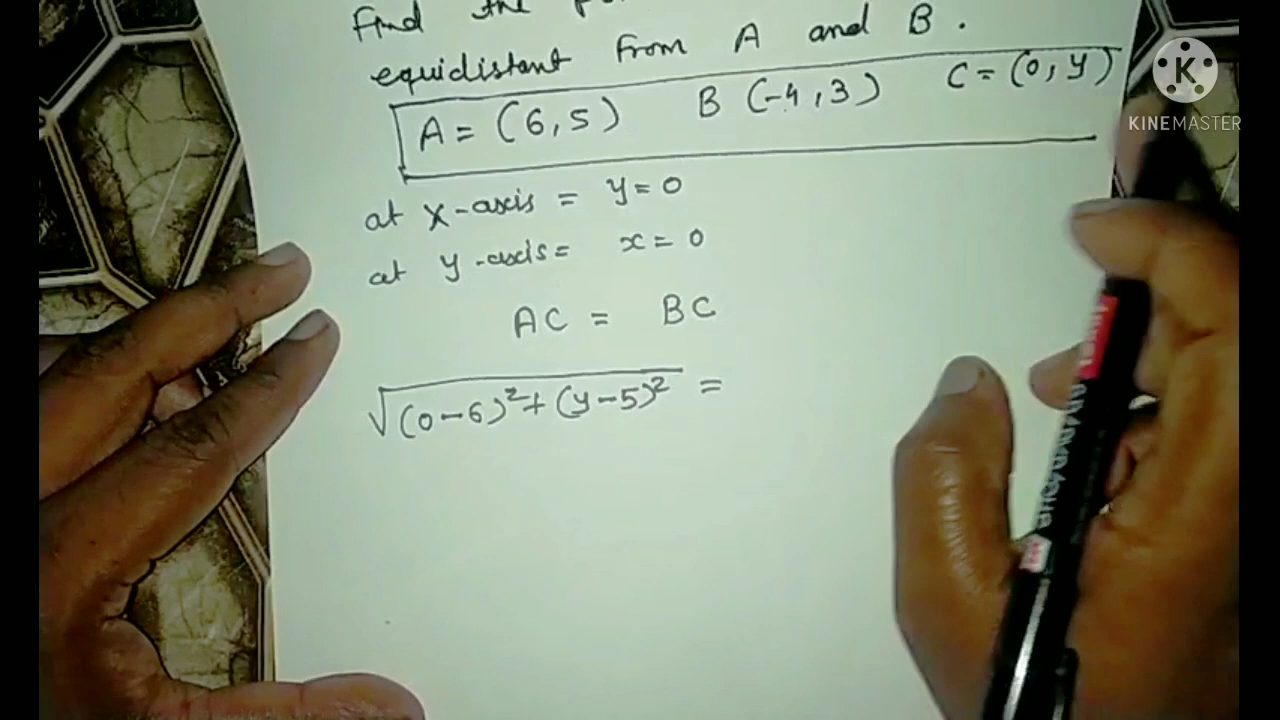 Find the
equidistant from A and B.
A = (6,5) B (-4,3) C = (0,y)
at x-axis = y=0
at y-axis = x=0
AC = BC
√(0-6)²+(y-5)² =
K
KINEMASTER